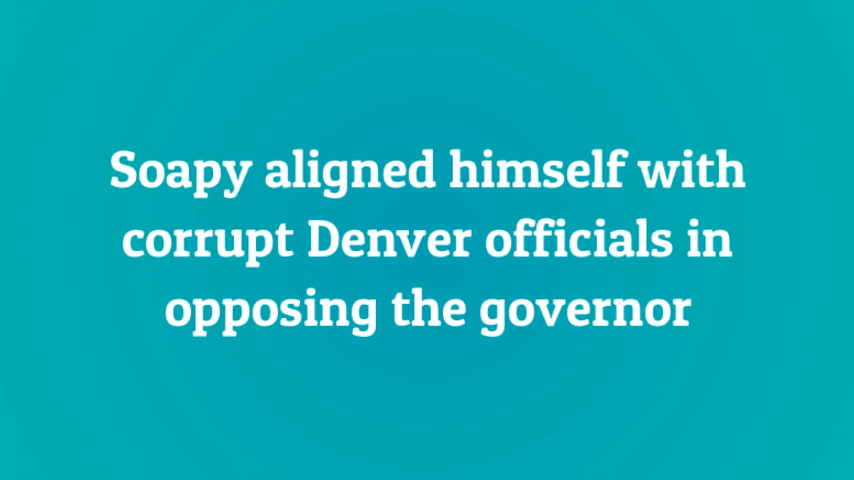 Soapy aligned himself with
corrupt Denver officials in
opposing the governor